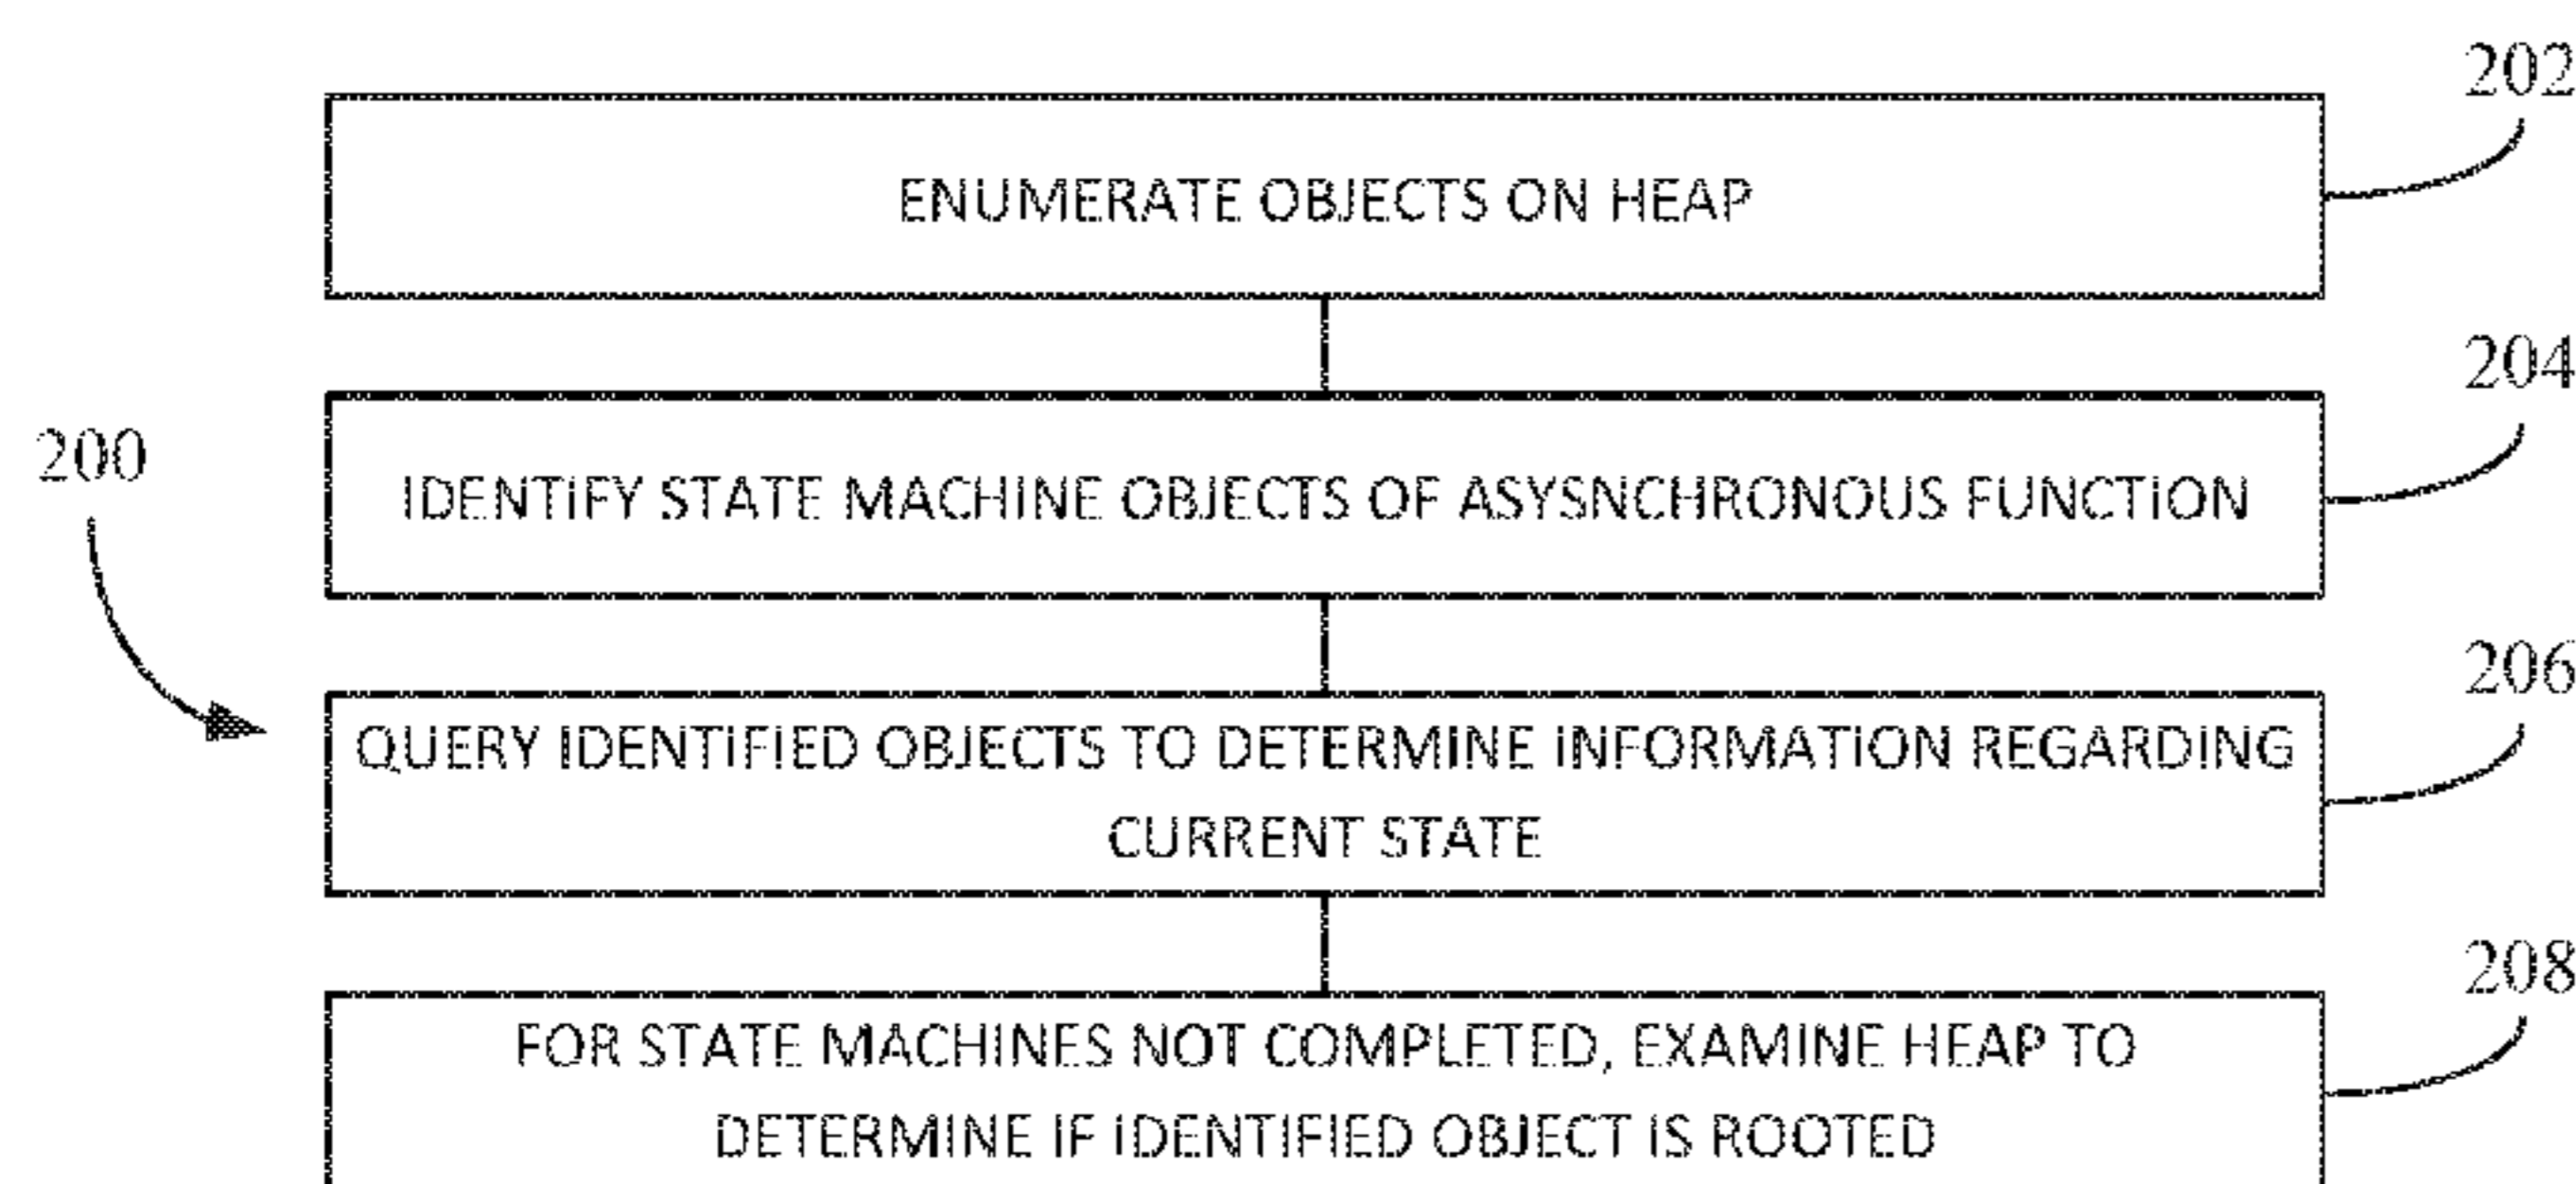 202
ENUMERATE OBJECTS ON HEAP
204
200
IDENTIFY STATE MACHINE OBJECTS OF ASYSNCHRONOUS FUNCTION
206
QUERY IDENTIFIED OBJECTS TO DETERMINE INFORMATION REGARDING
CURRENT STATE
208
FOR STATE MACHINES NOT COMPLETED, EXAMINE HEAP TO
DETERMINE IF IDENTIFIED OBJECT IS ROOTED